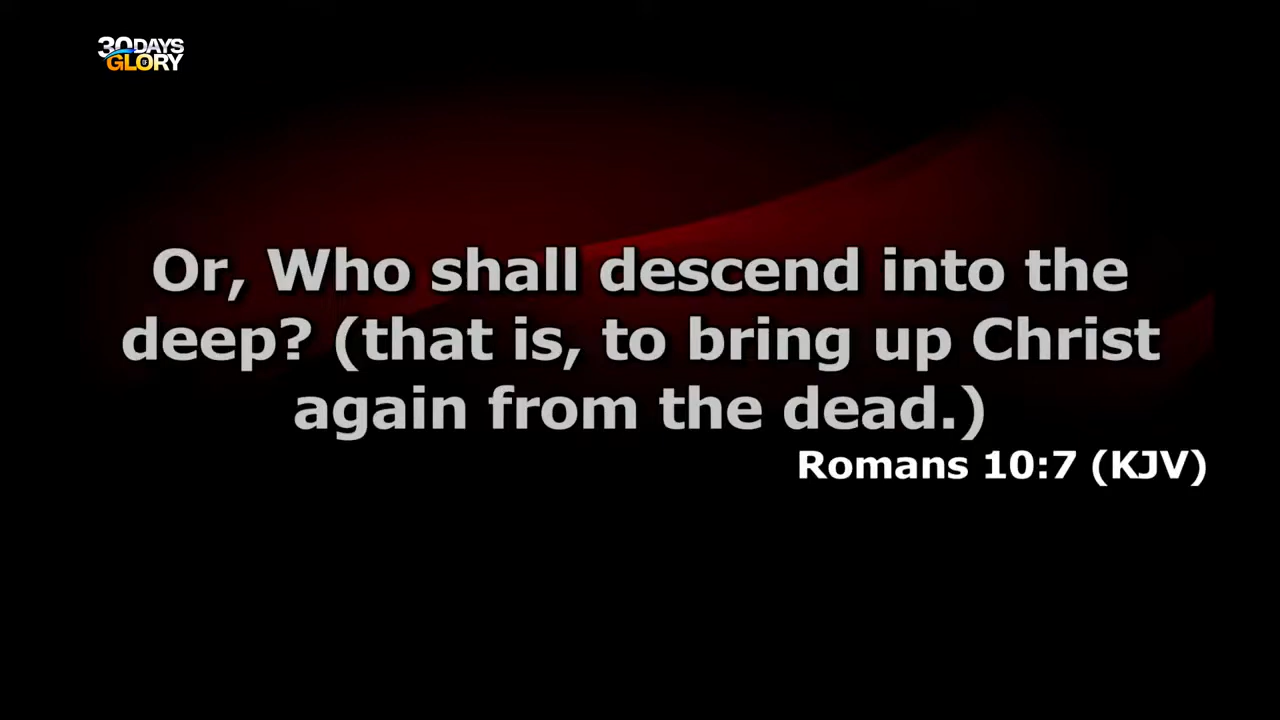 30DAYS
OF GLORY
Or, Who shall descend into the
deep? (that is, to bring up Christ
again from the dead.)
Romans 10:7 (KJV)